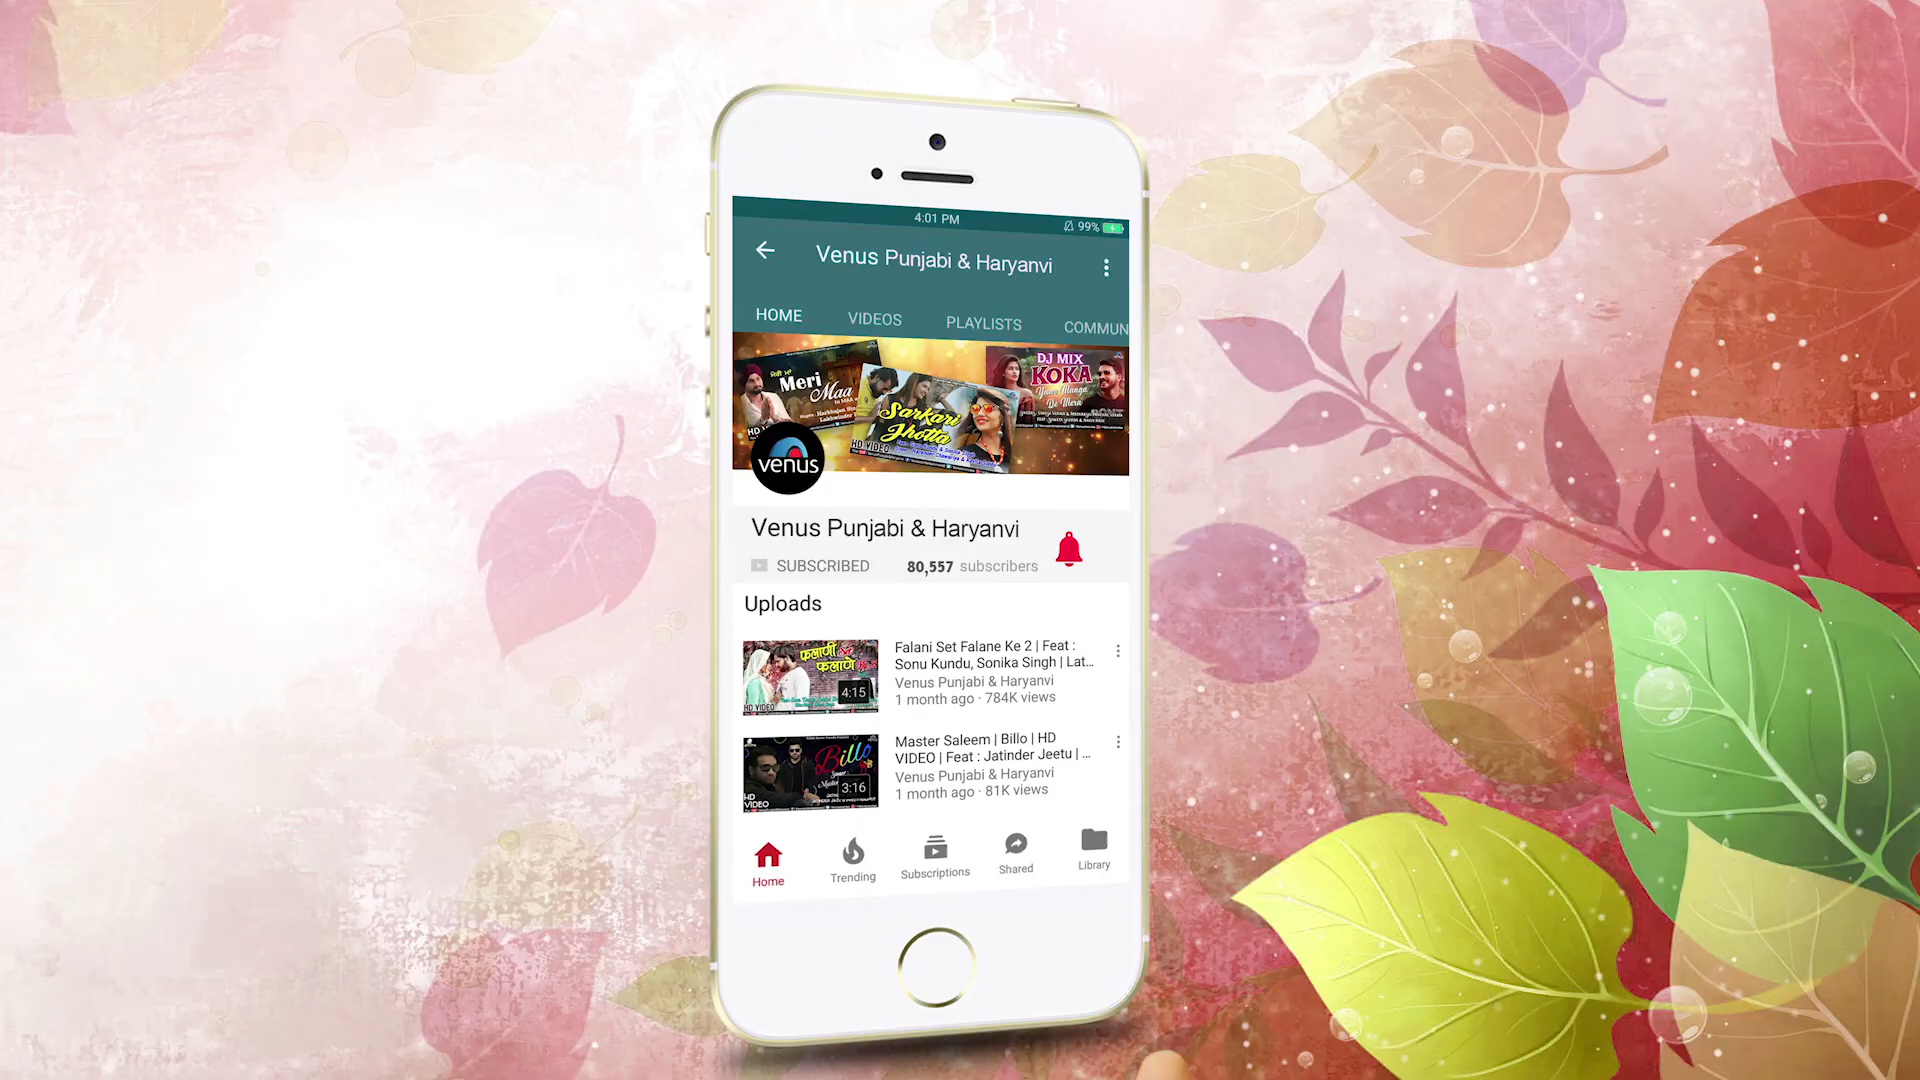 4:01 PM
99%
Venus Punjabi & Haryanvi
HOME VIDEOS PLAYLISTS COMMUN
ਮੇਰੀ ਮਾਂ
Meri
Maa
Sarkari
Jhotta
HD VIDEO
DJ MIX
KOKA
Yaar Manga
De Mera
venus
Venus Punjabi & Haryanvi
SUBSCRIBED 80,557 subscribers
Uploads
फलाणी सेट
फलाणे
HD VIDEO
4:15
Falani Set Falane Ke 2 | Feat :
Sonu Kundu, Sonika Singh | Lat...
Venus Punjabi & Haryanvi
1 month ago · 784K views
Billo
HD
VIDEO
3:16
Master Saleem | Billo | HD
VIDEO | Feat : Jatinder Jeetu | ...
Venus Punjabi & Haryanvi
1 month ago · 81K views
Home Trending Subscriptions Shared Library